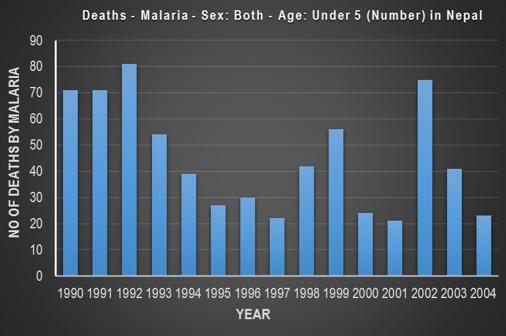 Deaths - Malaria - Sex: Both - Age: Under 5 (Number) in Nepal
NO OF DEATHS BY MALARIA
90
80
70
60
50
40
30
20
10
0
1990 1991 1992 1993 1994 1995 1996 1997 1998 1999 2000 2001 2002 2003 2004
YEAR